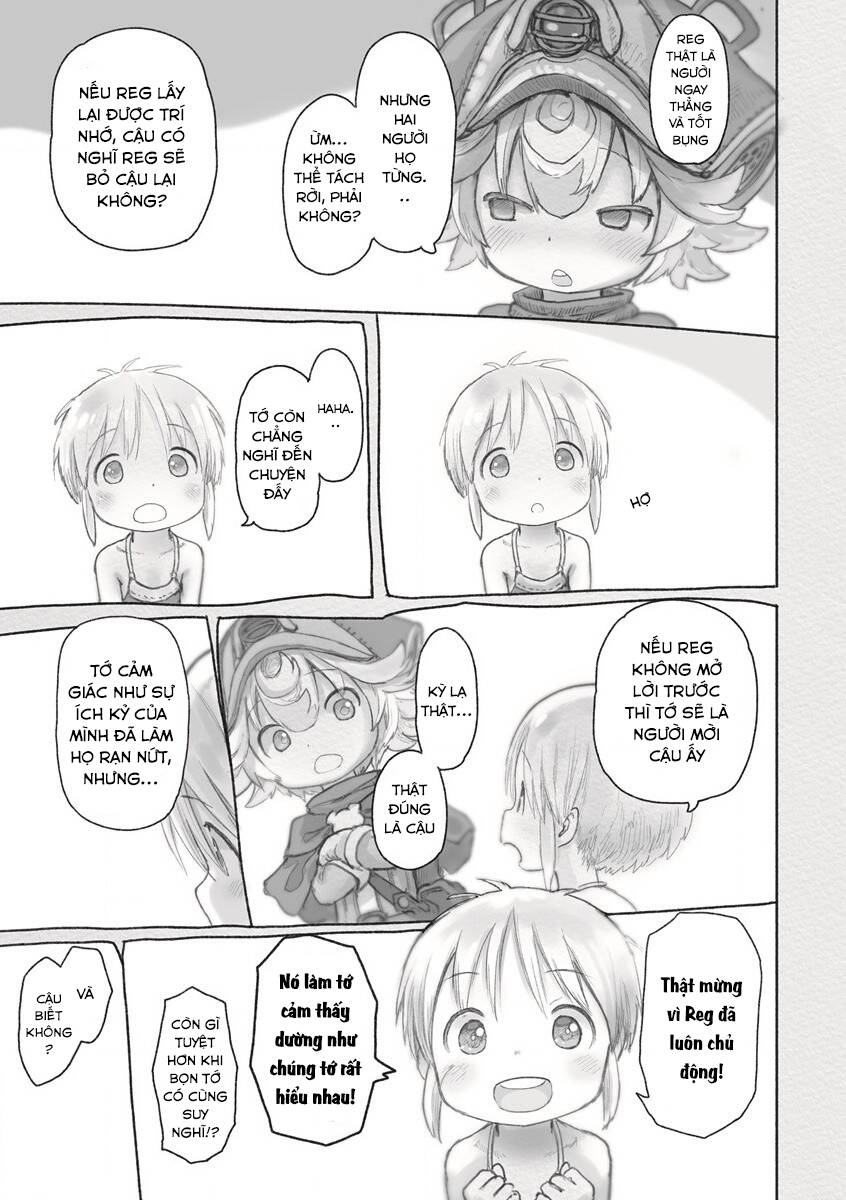 REG
THẬT LÀ
NGƯỜI
NGAY
THẲNG
VÀ TỐT
BỤNG
NHƯNG
HAI
NGƯỜI
HỌ
TỪNG.
. .
ỪM...
KHÔNG
THỂ TÁCH
RỜI, PHẢI
KHÔNG?
NẾU REG LẤY
LẠI ĐƯỢC TRÍ
NHỚ, CẬU CÓ
NGHĨ REG SẼ
BỎ CẬU LẠI
KHÔNG?
HỢ
HAHA.
. .
TỚ CÒN
CHẲNG
NGHĨ ĐẾN
CHUYỆN
ĐẤY
NẾU REG
KHÔNG MỞ
LỜI TRƯỚC
THÌ TỚ SẼ LÀ
NGƯỜI MỜI
CẬU ẤY
KỲ LẠ
THẬT...
THẬT
ĐÚNG
LÀ CẬU
TỚ CẢM
GIÁC NHƯ SỰ
ÍCH KỶ CỦA
MÌNH ĐÃ LÀM
HỌ RẠN NỨT,
NHƯNG...
Thật mừng
vì Reg đã
luôn chủ
động!
Nó làm tớ
cảm thấy
dường như
chúng tớ rất
hiểu nhau!
CÒN GÌ
TUYỆT
HƠN KHI
BỌN TỚ
CÓ CÙNG
SUY
NGHĨ!?
VÀ
CẬU
BIẾT
KHÔNG
?